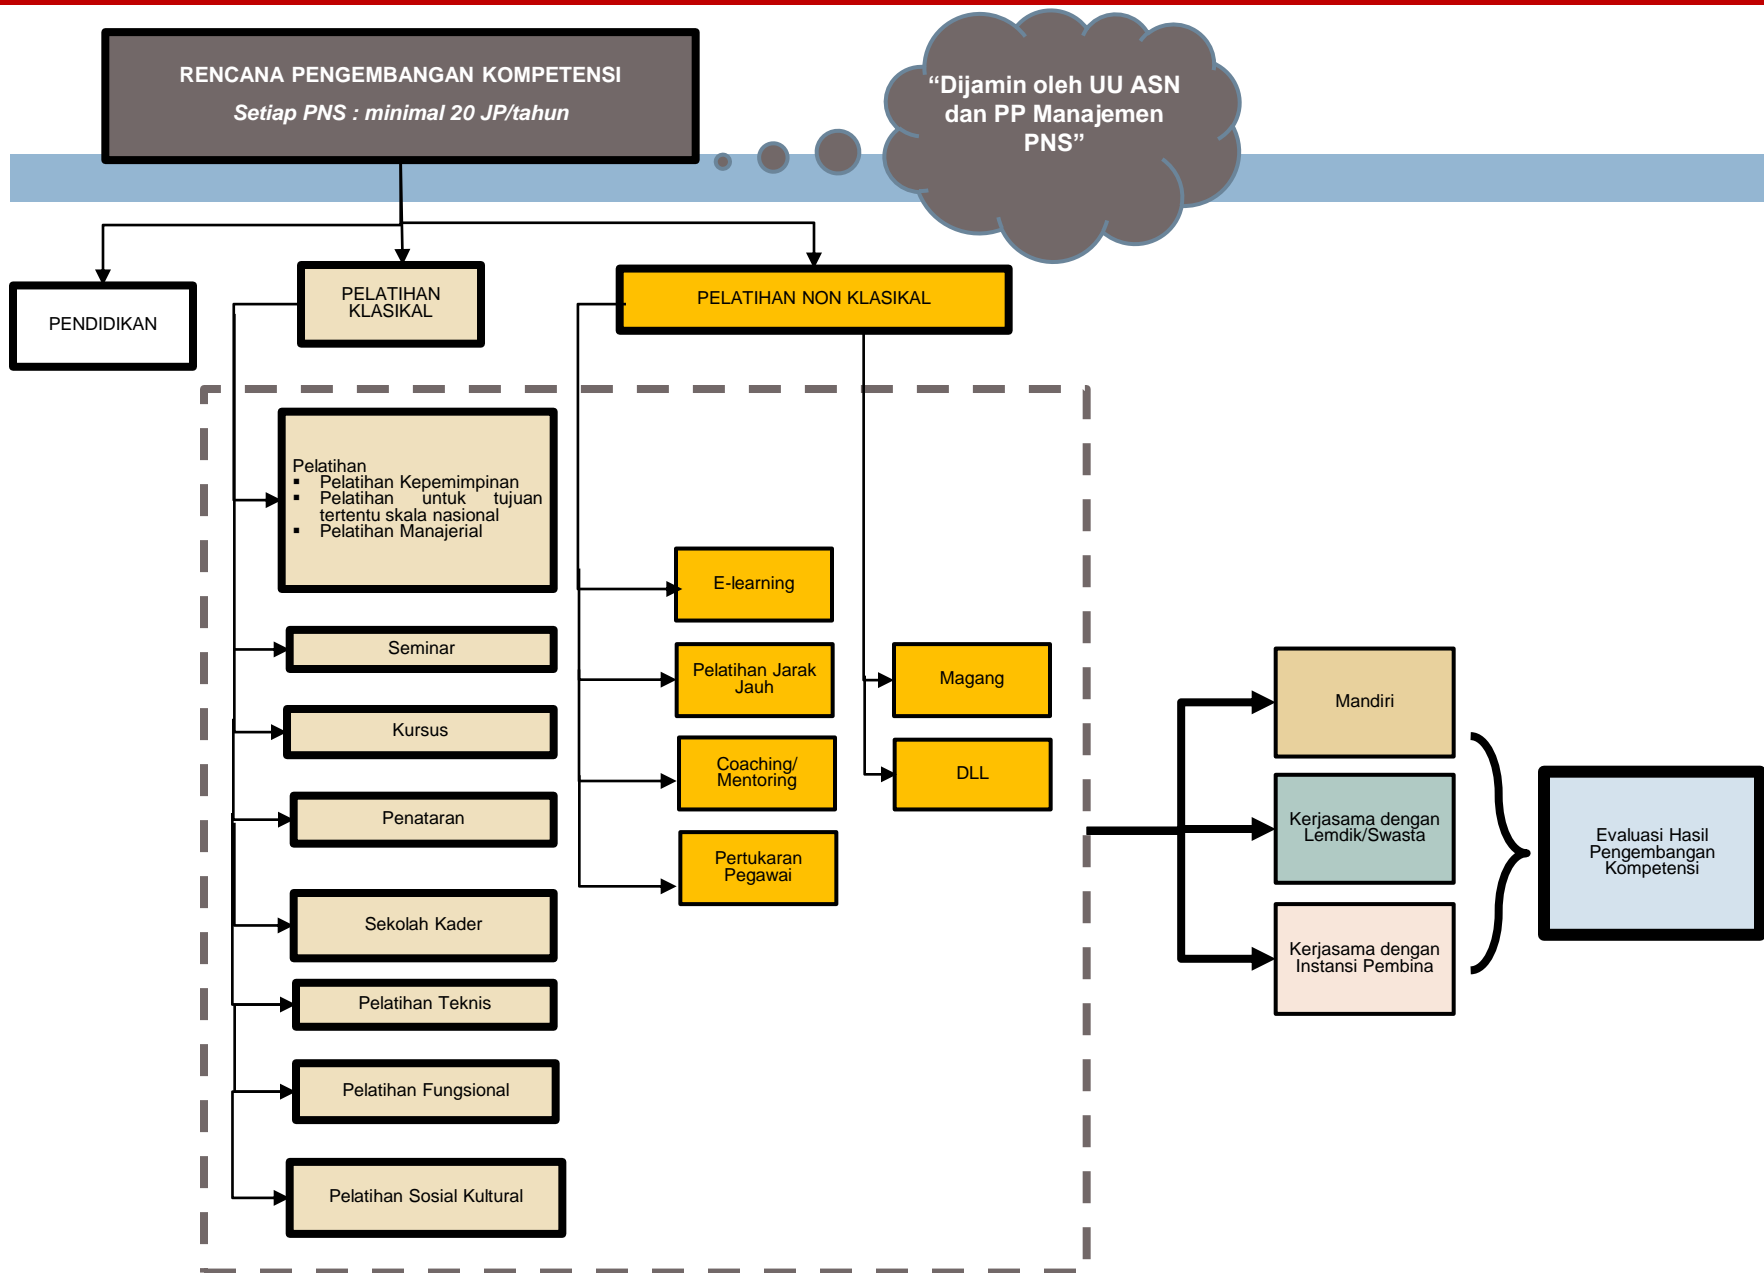 RENCANA PENGEMBANGAN KOMPETENSI
Setiap PNS : minimal 20 JP/tahun
“Dijamin oleh UU ASN
dan PP Manajemen
PNS”
PENDIDIKAN
PELATIHAN
KLASIKAL
PELATIHAN NON KLASIKAL
Pelatihan
▪ Pelatihan Kepemimpinan
▪ Pelatihan untuk tujuan
tertentu skala nasional
▪ Pelatihan Manajerial
Seminar
Kursus
Penataran
Sekolah Kader
Pelatihan Teknis
Pelatihan Fungsional
Pelatihan Sosial Kultural
E-learning
Pelatihan Jarak
Jauh
Coaching/
Mentoring
Pertukaran
Pegawai
Magang
DLL
Mandiri
Kerjasama dengan
Lemdik/Swasta
Kerjasama dengan
Instansi Pembina
Evaluasi Hasil
Pengembangan
Kompetensi